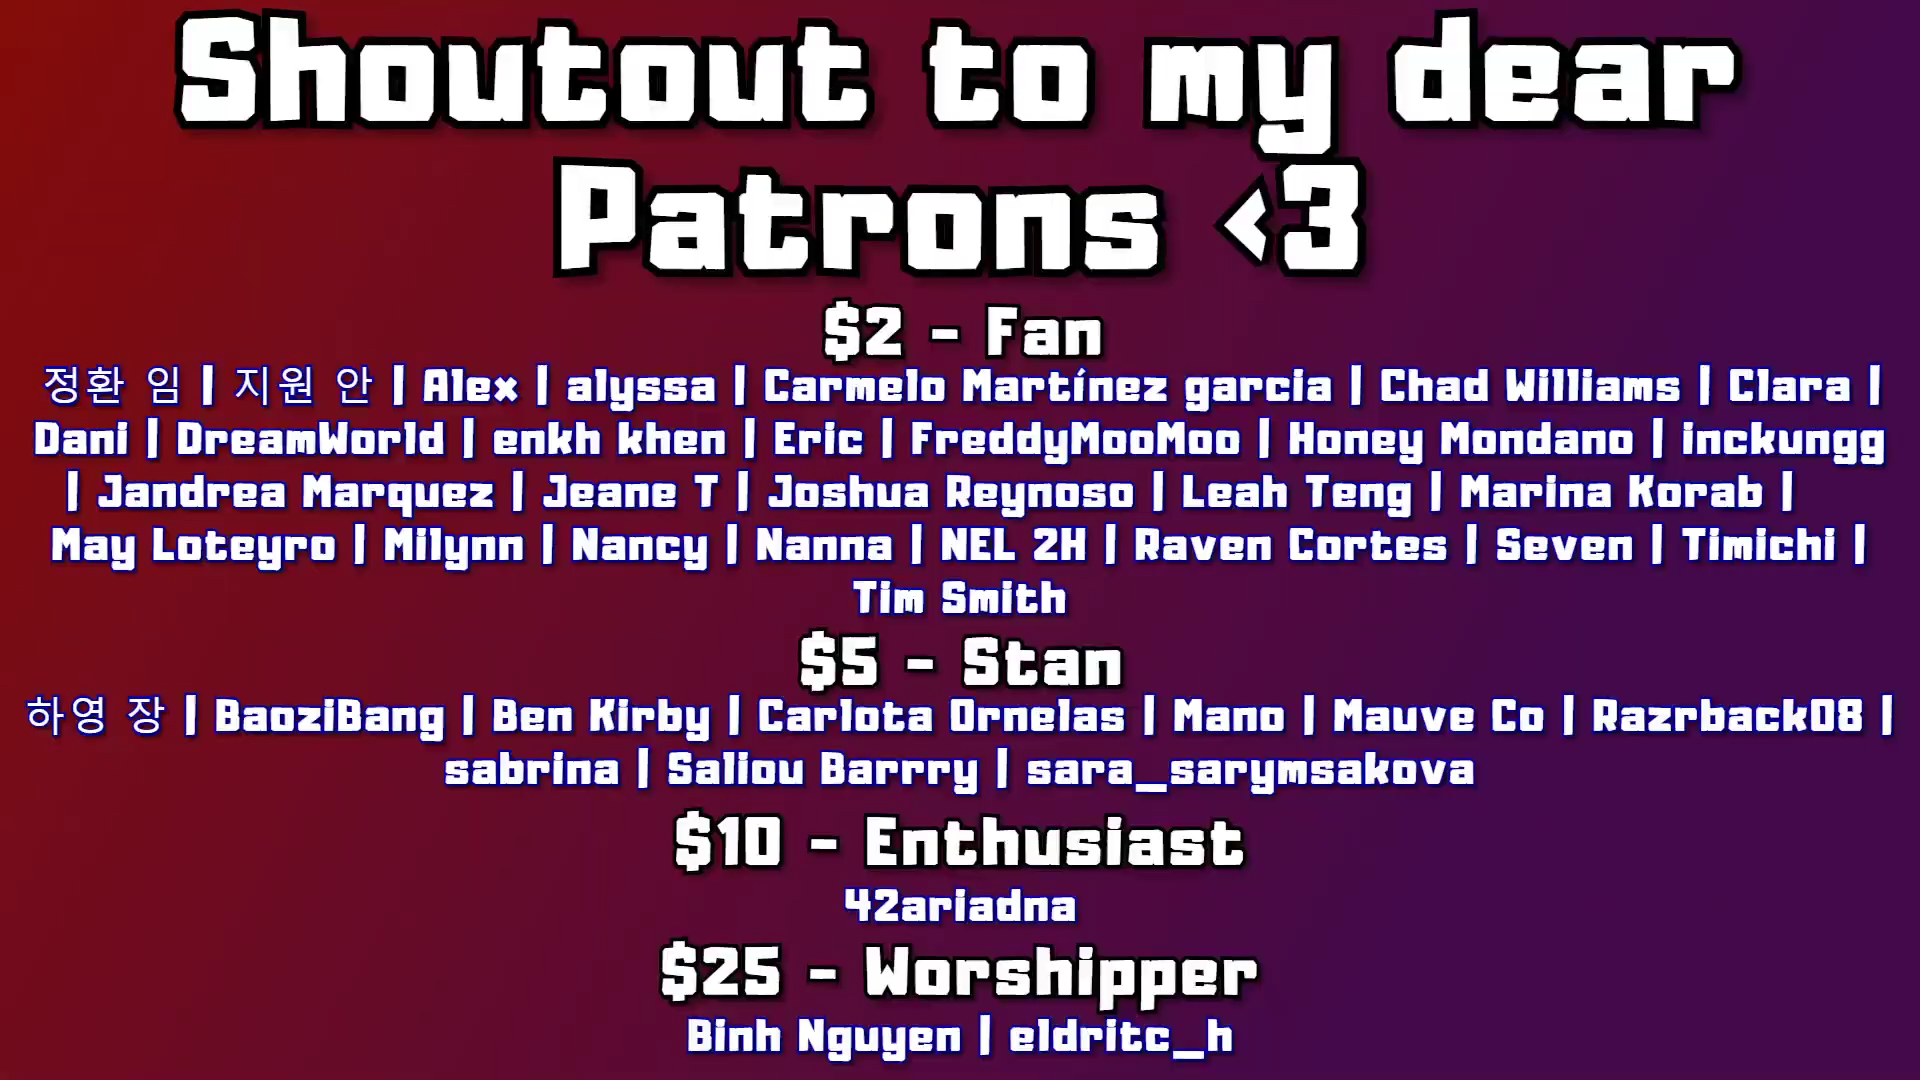 Shoutout to my dear
Patrons <3
$2 - Fan
정환 임 | 지원 안 | Alex | alyssa | Carmelo Martínez garcia | Chad Williams | Clara |
Dani | DreamWorld | enkh khen | Eric | FreddyMooMoo | Honey Mondano | inckungg
| Jandrea Marquez | Jeane T | Joshua Reynoso | Leah Teng | Marina Korab |
May Loteyro | Milynn | Nancy | Nanna | NEL 2H | Raven Cortes | Seven | Timichi |
Tim Smith
$5 - Stan
하영 장 | BaoziBang | Ben Kirby | Carlota Ornelas | Mano | Mauve Co | Razrback08 |
sabrina | Saliou Barrry | sara_sarymsakova
$10 - Enthusiast
42ariadna
$25 - Worshipper
Binh Nguyen | eldritc_h